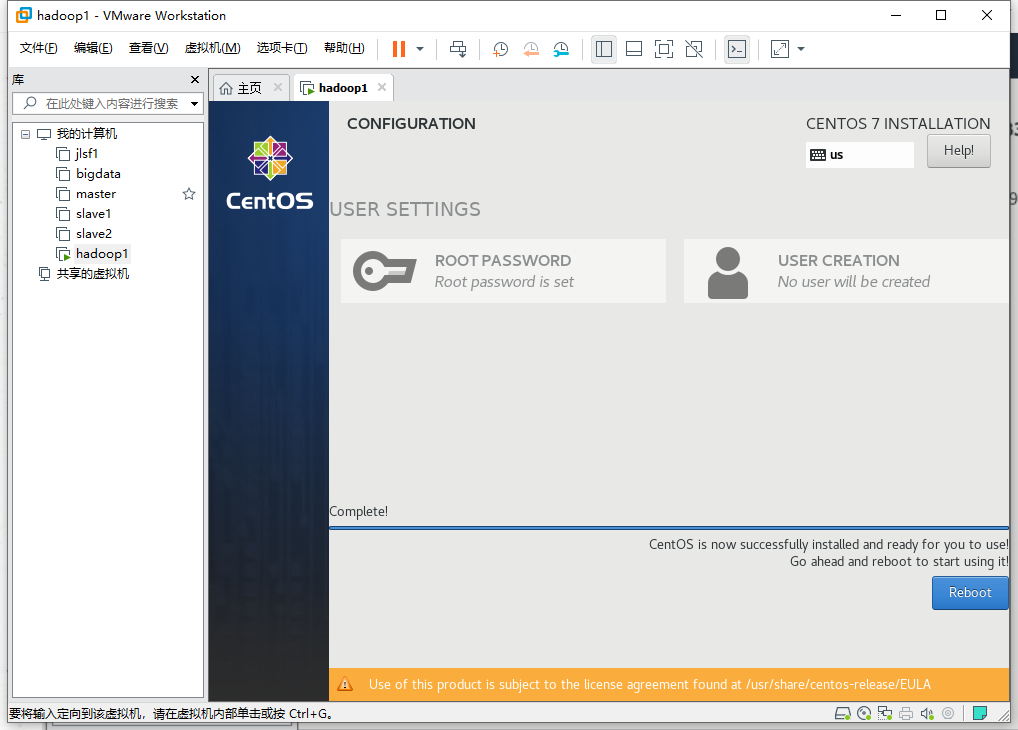 hadoop1 - VMware Workstation
文件(F) 编辑(E) 查看(V) 虚拟机(M) 选项卡(T) 帮助(H)
库
在此处键入内容进行搜索
我的计算机
jlsf1
bigdata
master
slave1
slave2
hadoop1
共享的虚拟机
主页 hadoop1
CentOS
CONFIGURATION
CENTOS 7 INSTALLATION
us
Help!
USER SETTINGS
ROOT PASSWORD
Root password is set
USER CREATION
No user will be created
Complete!
CentOS is now successfully installed and ready for you to use!
Go ahead and reboot to start using it!
Reboot
Use of this product is subject to the license agreement found at /usr/share/centos-release/EULA
要将输入定向到该虚拟机，请在虚拟机内部单击或按 Ctrl+G。